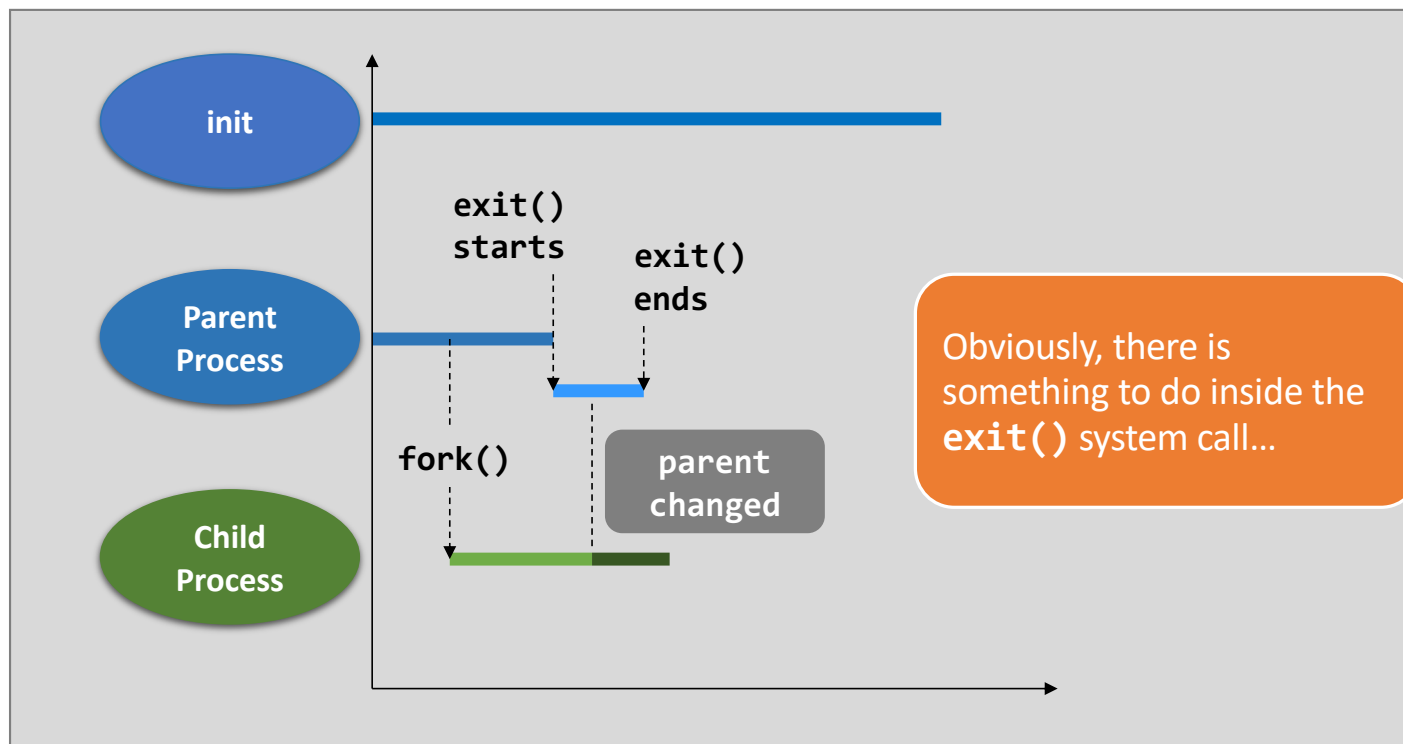 init
exit()
starts
exit()
ends
Parent
Process
fork()
parent
changed
Child
Process
Obviously, there is
something to do inside the
exit() system call…